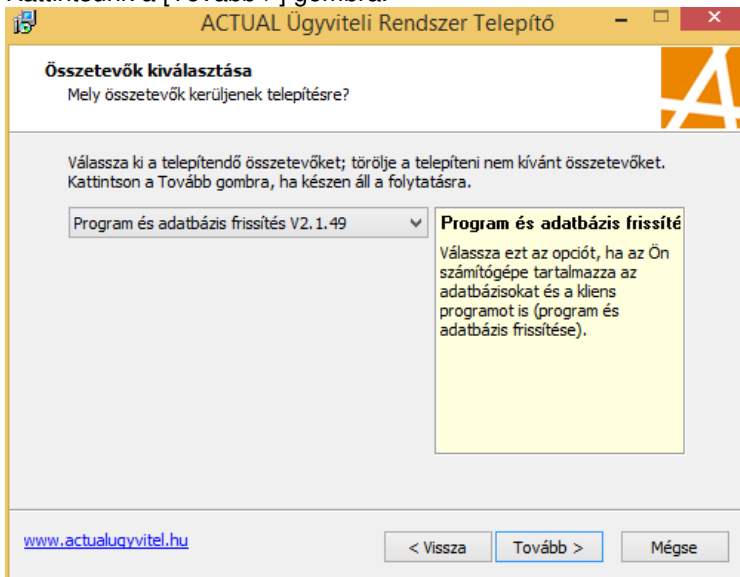 Kattintsunk a [Tovább >] gombra.
ACTUAL Ügyviteli Rendszer Telepítő
Összetevők kiválasztása
Mely összetevők kerüljenek telepítésre?
Válassza ki a telepítendő összetevőket; törölje a telepíteni nem kívánt összetevőket.
Kattintson a Tovább gombra, ha készen áll a folytatásra.
Program és adatbázis frissítés V2.1.49
Program és adatbázis frissíté
Válassza ezt az opciót, ha az Ön
számítógépe tartalmazza az
adatbázisokat és a kliens
programot is (program és
adatbázis frissítése).
www.actualugyvitel.hu
< Vissza
Tovább >
Mégse